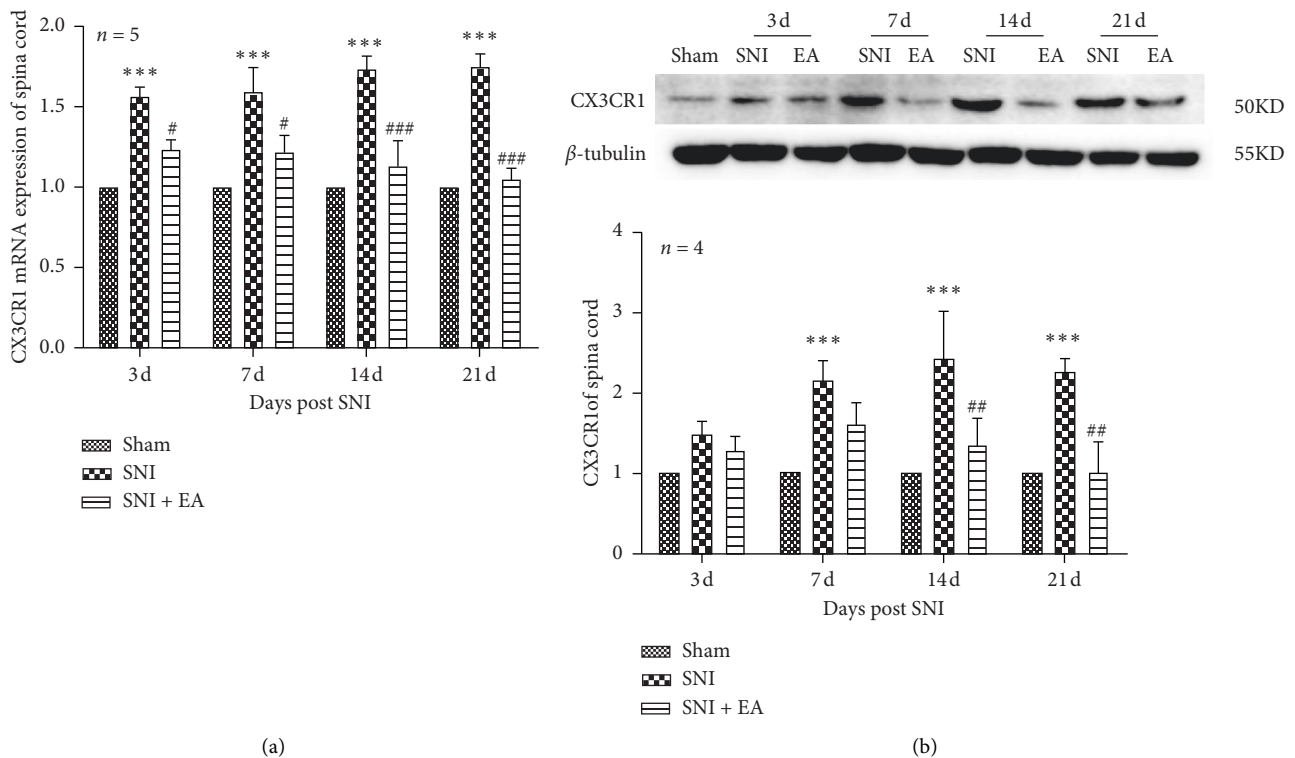 2.0
1.5
1.0
0.5
0.0
CX3CR1 mRNA expression of spina cord
n = 5
***
***
***
***
#
#
###
###
3 d
7 d
14 d
21 d
Days post SNI
Sham
SNI
SNI + EA
(a)
3 d
7 d
14 d
21 d
Sham
SNI
EA
SNI
EA
SNI
EA
SNI
EA
CX3CR1
50KD
β-tubulin
55KD
4
3
2
1
0
CX3CR1of spina cord
n = 4
***
***
***
##
##
3 d
7 d
14 d
21 d
Days post SNI
Sham
SNI
SNI + EA
(b)